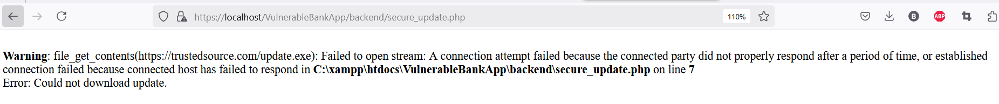 https://localhost/VulnerableBankApp/backend/secure_update.php
110%
B
ABP
Warning: file_get_contents(https://trustedsource.com/update.exe): Failed to open stream: A connection attempt failed because the connected party did not properly respond after a period of time, or established
connection failed because connected host has failed to respond in C:\xampp\htdocs\VulnerableBankApp\backend\secure_update.php on line 7
Error: Could not download update.